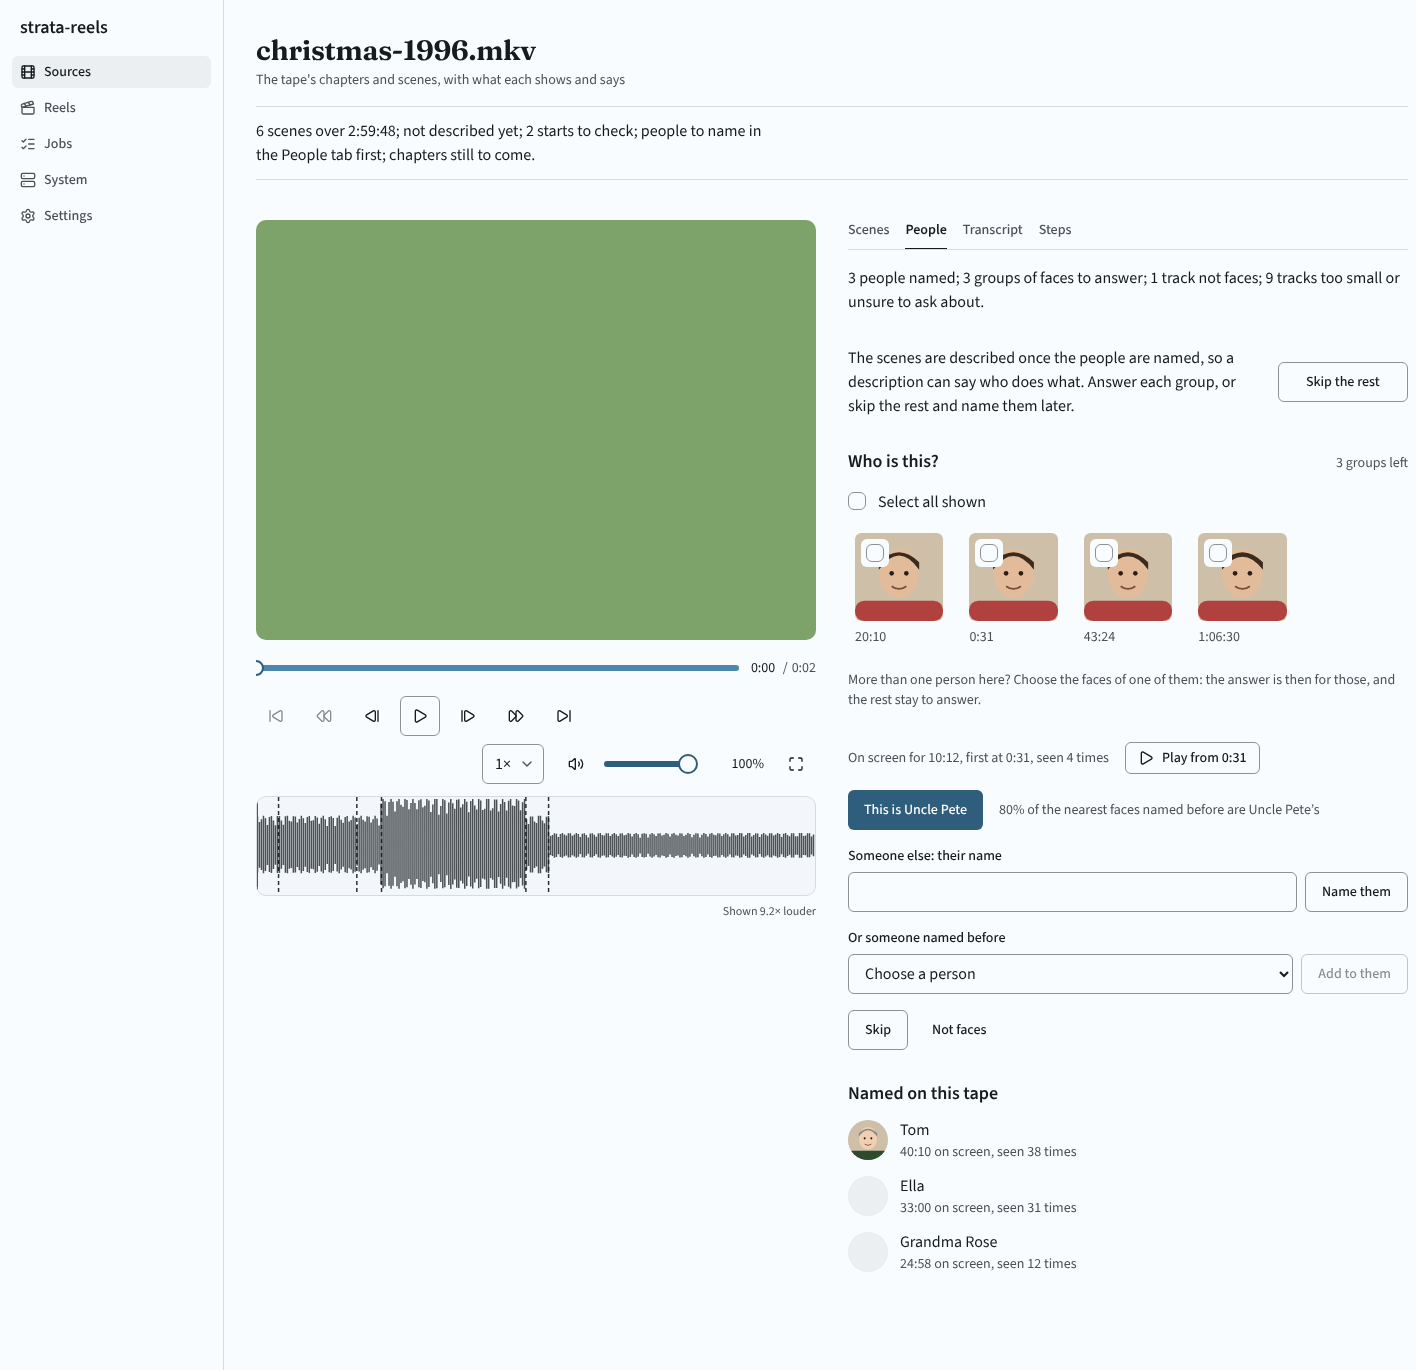 strata-reels
Sources
Reels
Jobs
System
Settings
christmas-1996.mkv
The tape's chapters and scenes, with what each shows and says
6 scenes over 2:59:48; not described yet; 2 starts to check; people to name in
the People tab first; chapters still to come.
0:00 / 0:02
1×
100%
Shown 9.2× louder
Scenes People Transcript Steps
3 people named; 3 groups of faces to answer; 1 track not faces; 9 tracks too small or
unsure to ask about.
The scenes are described once the people are named, so a
description can say who does what. Answer each group, or
skip the rest and name them later.
Skip the rest
Who is this?
3 groups left
Select all shown
20:10 0:31 43:24 1:06:30
More than one person here? Choose the faces of one of them: the answer is then for those, and
the rest stay to answer.
On screen for 10:12, first at 0:31, seen 4 times
Play from 0:31
This is Uncle Pete
80% of the nearest faces named before are Uncle Pete's
Someone else: their name
Name them
Or someone named before
Choose a person
Add to them
Skip
Not faces
Named on this tape
Tom
40:10 on screen, seen 38 times
Ella
33:00 on screen, seen 31 times
Grandma Rose
24:58 on screen, seen 12 times